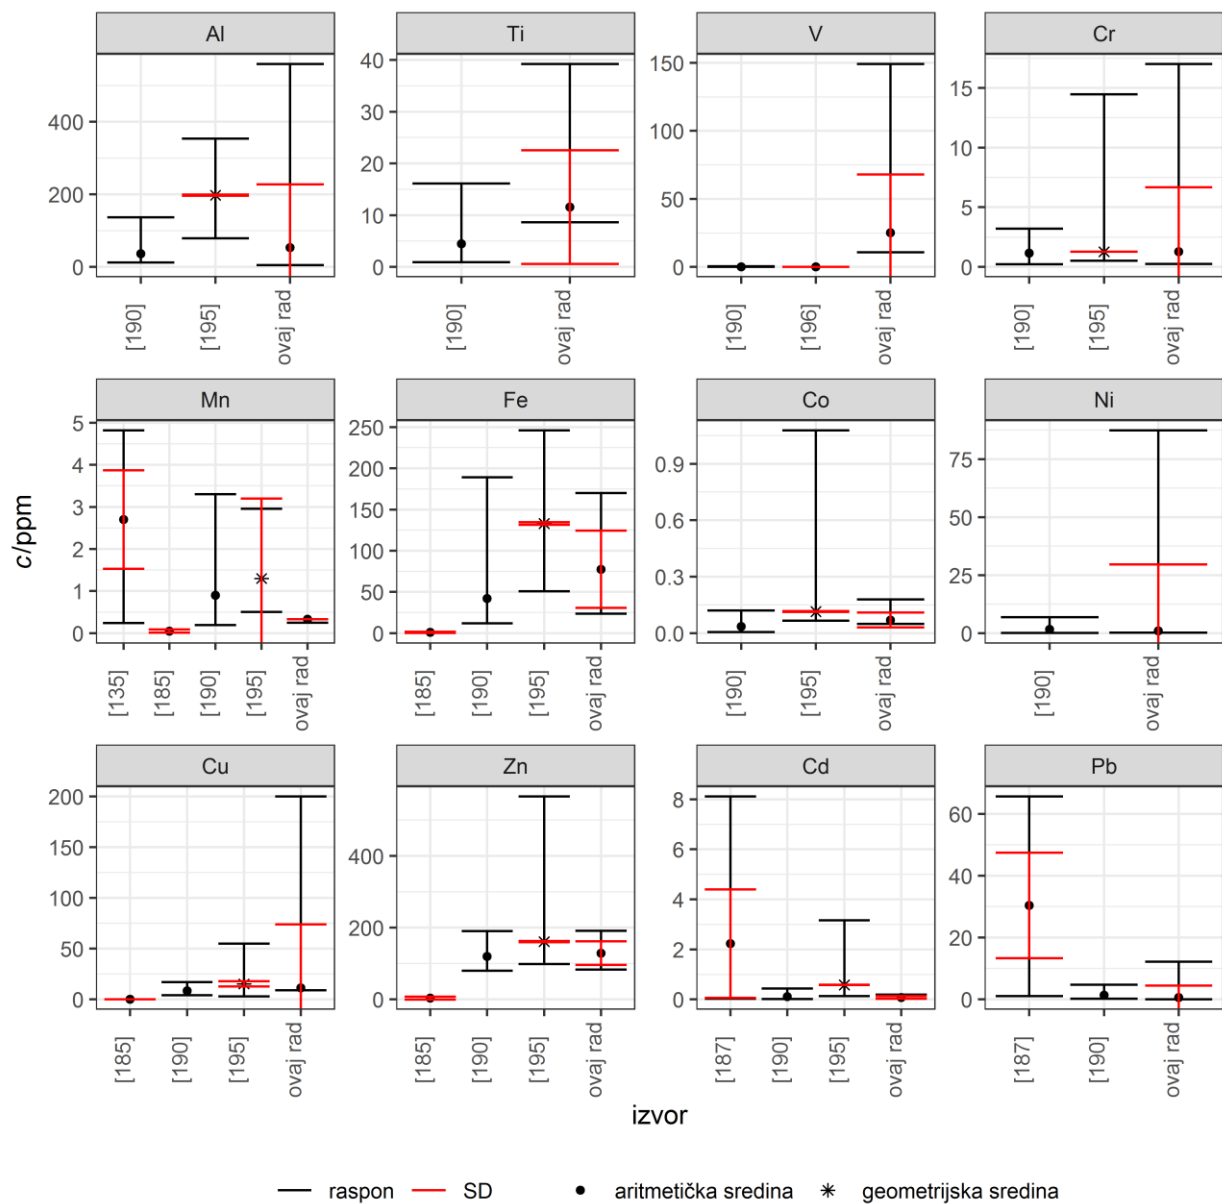 Al Ti V Cr
400
200
0
[190] [195] ovaj rad
40
30
20
10
0
[190] ovaj rad
150
100
50
0
[190] [196] ovaj rad
15
10
5
0
[190] [195] ovaj rad
c/ppm
Mn Fe Co Ni
5
4
3
2
1
0
[135] [185] [190] [195] ovaj rad
250
200
150
100
50
0
[185] [190] [195] ovaj rad
0.9
0.6
0.3
0.0
[190] [195] ovaj rad
75
50
25
0
[190] ovaj rad
Cu Zn Cd Pb
200
150
100
50
0
[185] [190] [195] ovaj rad
400
200
0
[185] [190] [195] ovaj rad
8
6
4
2
0
[187] [190] [195] ovaj rad
60
40
20
0
[187] [190] ovaj rad
izvor
raspon SD aritmetička sredina geometrijska sredina